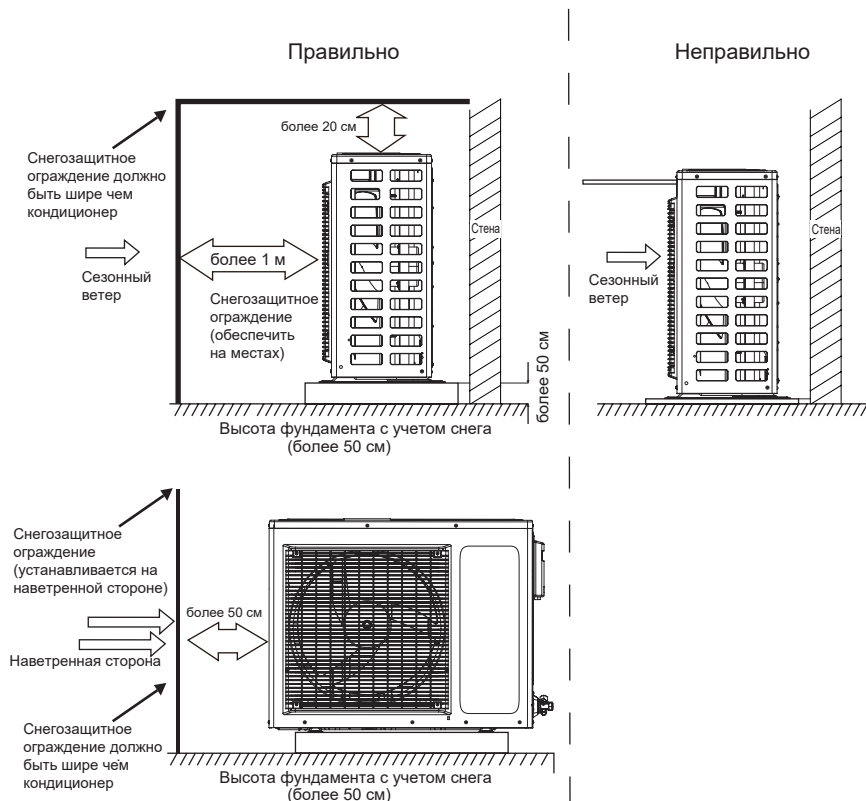 Правильно
Неправильно
более 20 см
Снегозащитное
ограждение должно
быть шире чем
кондиционер
Стена
Стена
более 1 м
Сезонный
ветер
Снегозащитное
ограждение
(обеспечить
на местах)
Сезонный
ветер
более 50 см
Высота фундамента с учетом снега
(более 50 см)
Снегозащитное
ограждение
(устанавливается на
наветренной стороне)
более 50 см
Наветренная сторона
Снегозащитное
ограждение должно
быть шире чем
кондиционер
Высота фундамента с учетом снега
(более 50 см)